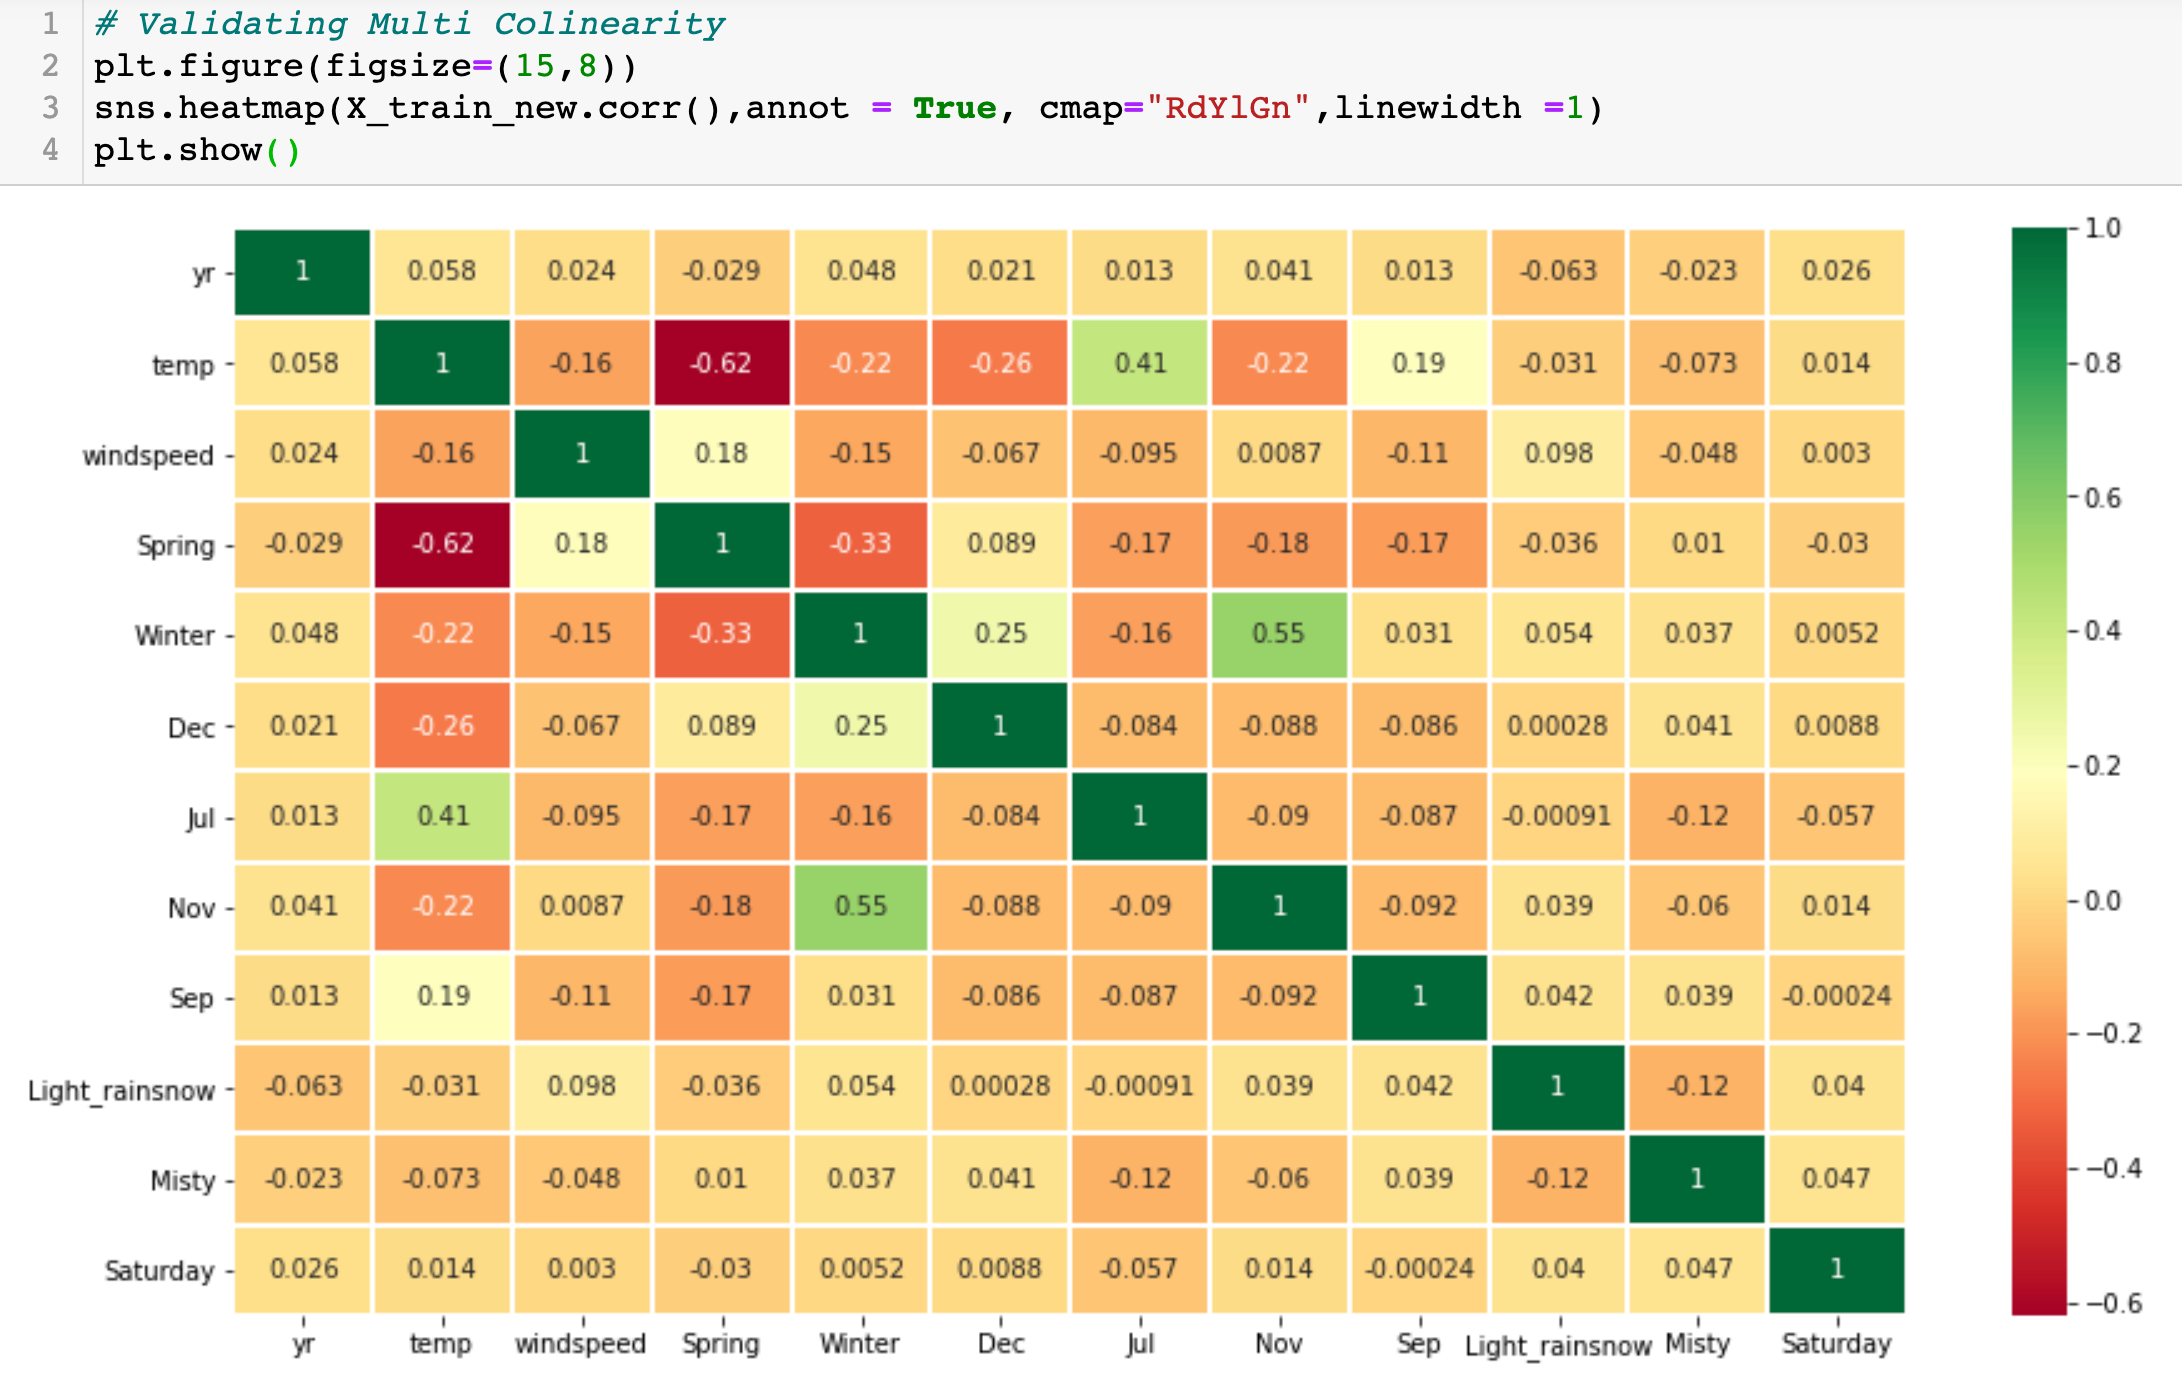 1 # Validating Multi Colinearity
2 plt.figure(figsize=(15,8))
3 sns.heatmap(X_train_new.corr(),annot = True, cmap="RdYlGn",linewidth =1)
4 plt.show()
yr 1 0.058 0.024 -0.029 0.048 0.021 0.013 0.041 0.013 -0.063 -0.023 0.026
temp 0.058 1 -0.16 -0.62 -0.22 -0.26 0.41 -0.22 0.19 -0.031 -0.073 0.014
windspeed 0.024 -0.16 1 0.18 -0.15 -0.067 -0.095 0.0087 -0.11 0.098 -0.048 0.003
Spring -0.029 -0.62 0.18 1 -0.33 0.089 -0.17 -0.18 -0.17 -0.036 0.01 -0.03
Winter 0.048 -0.22 -0.15 -0.33 1 0.25 -0.16 0.55 0.031 0.054 0.037 0.0052
Dec 0.021 -0.26 -0.067 0.089 0.25 1 -0.084 -0.088 -0.086 0.00028 0.041 0.0088
Jul 0.013 0.41 -0.095 -0.17 -0.16 -0.084 1 -0.09 -0.087 -0.00091 -0.12 -0.057
Nov 0.041 -0.22 0.0087 -0.18 0.55 -0.088 -0.09 1 -0.092 0.039 -0.06 0.014
Sep 0.013 0.19 -0.11 -0.17 0.031 -0.086 -0.087 -0.092 1 0.042 0.039 -0.00024
Light_rainsnow -0.063 -0.031 0.098 -0.036 0.054 0.00028 -0.00091 0.039 0.042 1 -0.12 0.04
Misty -0.023 -0.073 -0.048 0.01 0.037 0.041 -0.12 -0.06 0.039 -0.12 1 0.047
Saturday 0.026 0.014 0.003 -0.03 0.0052 0.0088 -0.057 0.014 -0.00024 0.04 0.047 1
yr temp windspeed Spring Winter Dec Jul Nov Sep Light_rainsnow Misty Saturday
1.0
0.8
0.6
0.4
0.2
0.0
−0.2
−0.4
−0.6